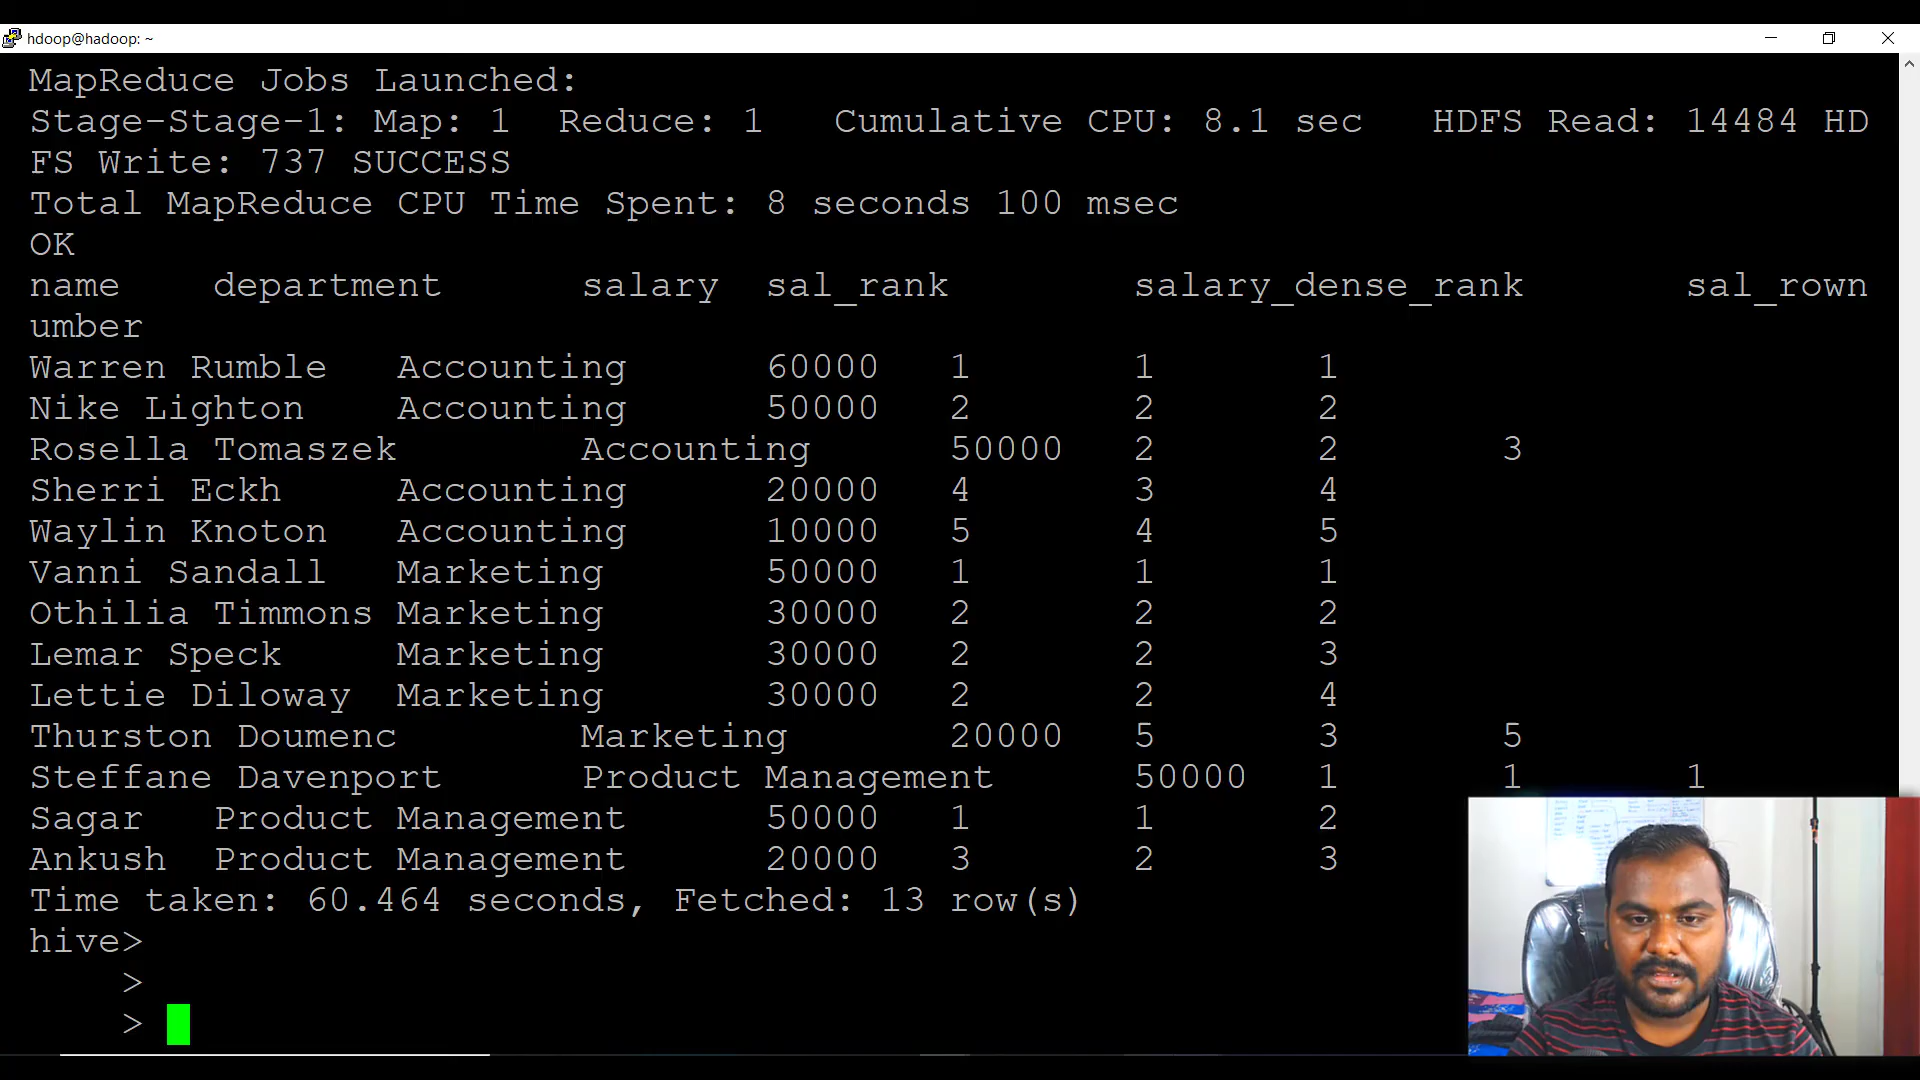 hdoop@hadoop: ~
MapReduce Jobs Launched:
Stage-Stage-1: Map: 1  Reduce: 1   Cumulative CPU: 8.1 sec   HDFS Read: 14484 HD
FS Write: 737 SUCCESS
Total MapReduce CPU Time Spent: 8 seconds 100 msec
OK
name	department	salary	sal_rank	salary_dense_rank	sal_rown
umber
Warren Rumble	Accounting	60000	1	1	1
Nike Lighton	Accounting	50000	2	2	2
Rosella Tomaszek	Accounting	50000	2	2	3
Sherri Eckh	Accounting	20000	4	3	4
Waylin Knoton	Accounting	10000	5	4	5
Vanni Sandall	Marketing	50000	1	1	1
Othilia Timmons	Marketing	30000	2	2	2
Lemar Speck	Marketing	30000	2	2	3
Lettie Diloway	Marketing	30000	2	2	4
Thurston Doumenc	Marketing	20000	5	3	5
Steffane Davenport	Product Management	50000	1	1	1
Sagar	Product Management	50000	1	1	2
Ankush	Product Management	20000	3	2	3
Time taken: 60.464 seconds, Fetched: 13 row(s)
hive>
>
>